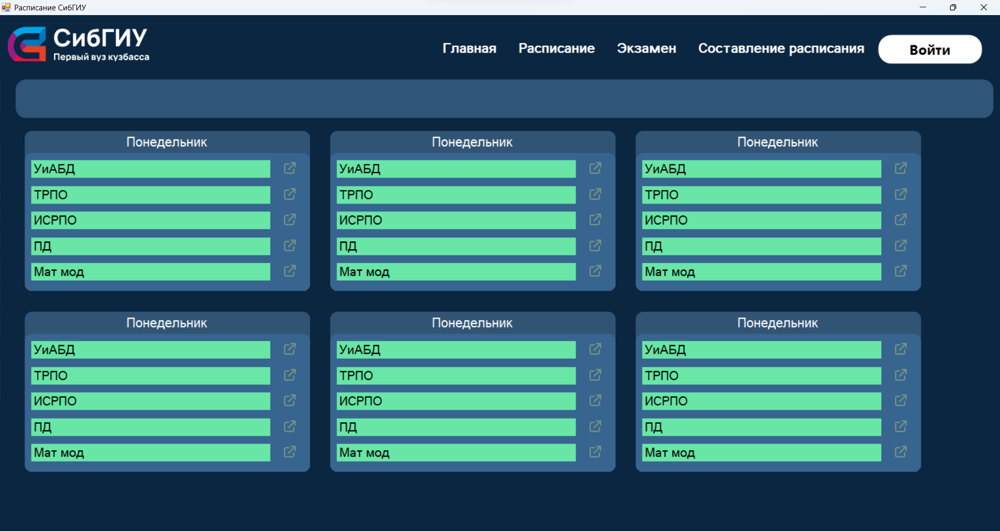 Расписание СибГИУ
СибГИУ
Первый вуз кузбасса
Главная Расписание Экзамен Составление расписания Войти
Понедельник
УиАБД
ТРПО
ИСРПО
ПД
Мат мод
Понедельник
УиАБД
ТРПО
ИСРПО
ПД
Мат мод
Понедельник
УиАБД
ТРПО
ИСРПО
ПД
Мат мод
Понедельник
УиАБД
ТРПО
ИСРПО
ПД
Мат мод
Понедельник
УиАБД
ТРПО
ИСРПО
ПД
Мат мод
Понедельник
УиАБД
ТРПО
ИСРПО
ПД
Мат мод